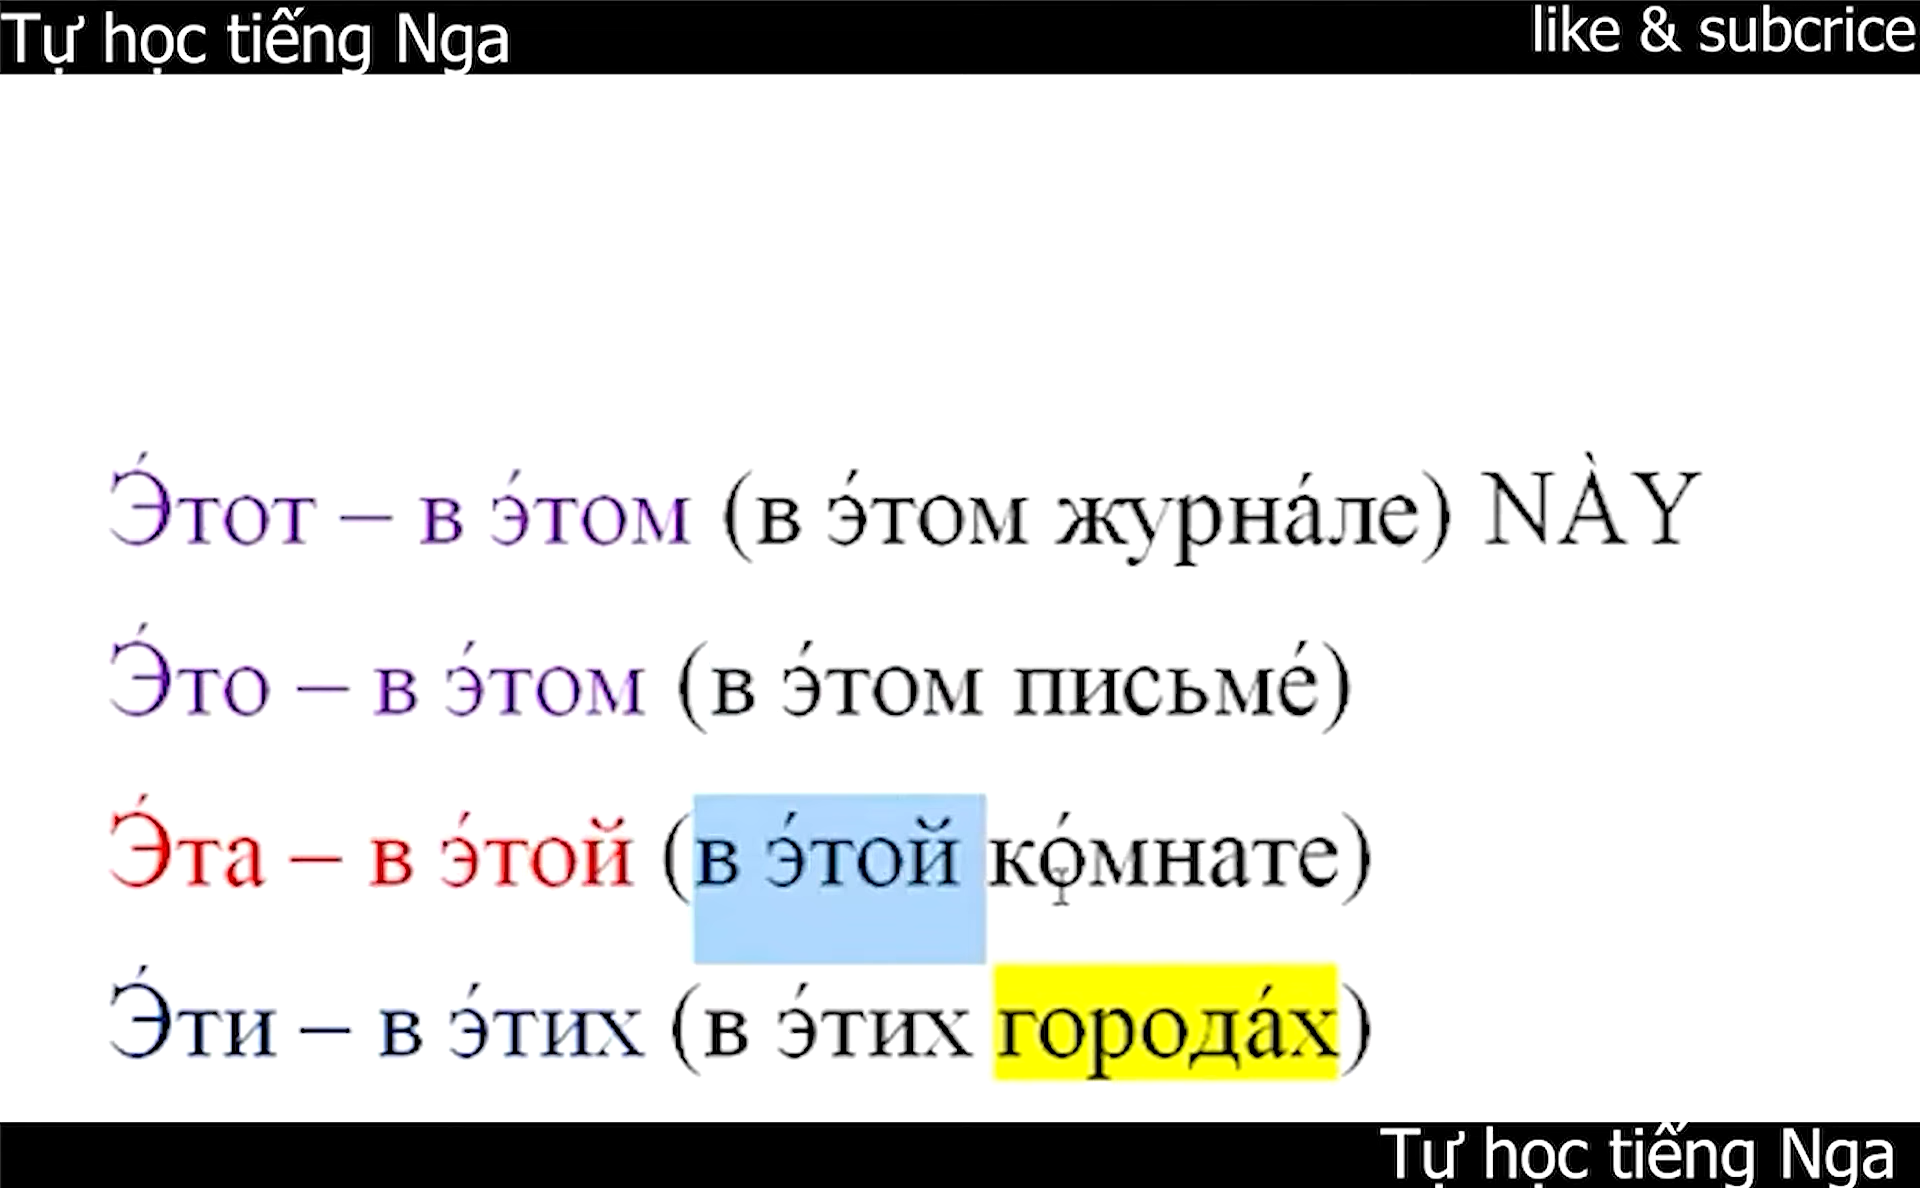 Tự học tiếng Nga
like & subcrice
Э́тот – в э́том (в э́том журна́ле) NÀY
Э́то – в э́том (в э́том письме́)
Э́та – в э́той (в э́той ко́мнате)
Э́ти – в э́тих (в э́тих города́х)
Tự học tiếng Nga